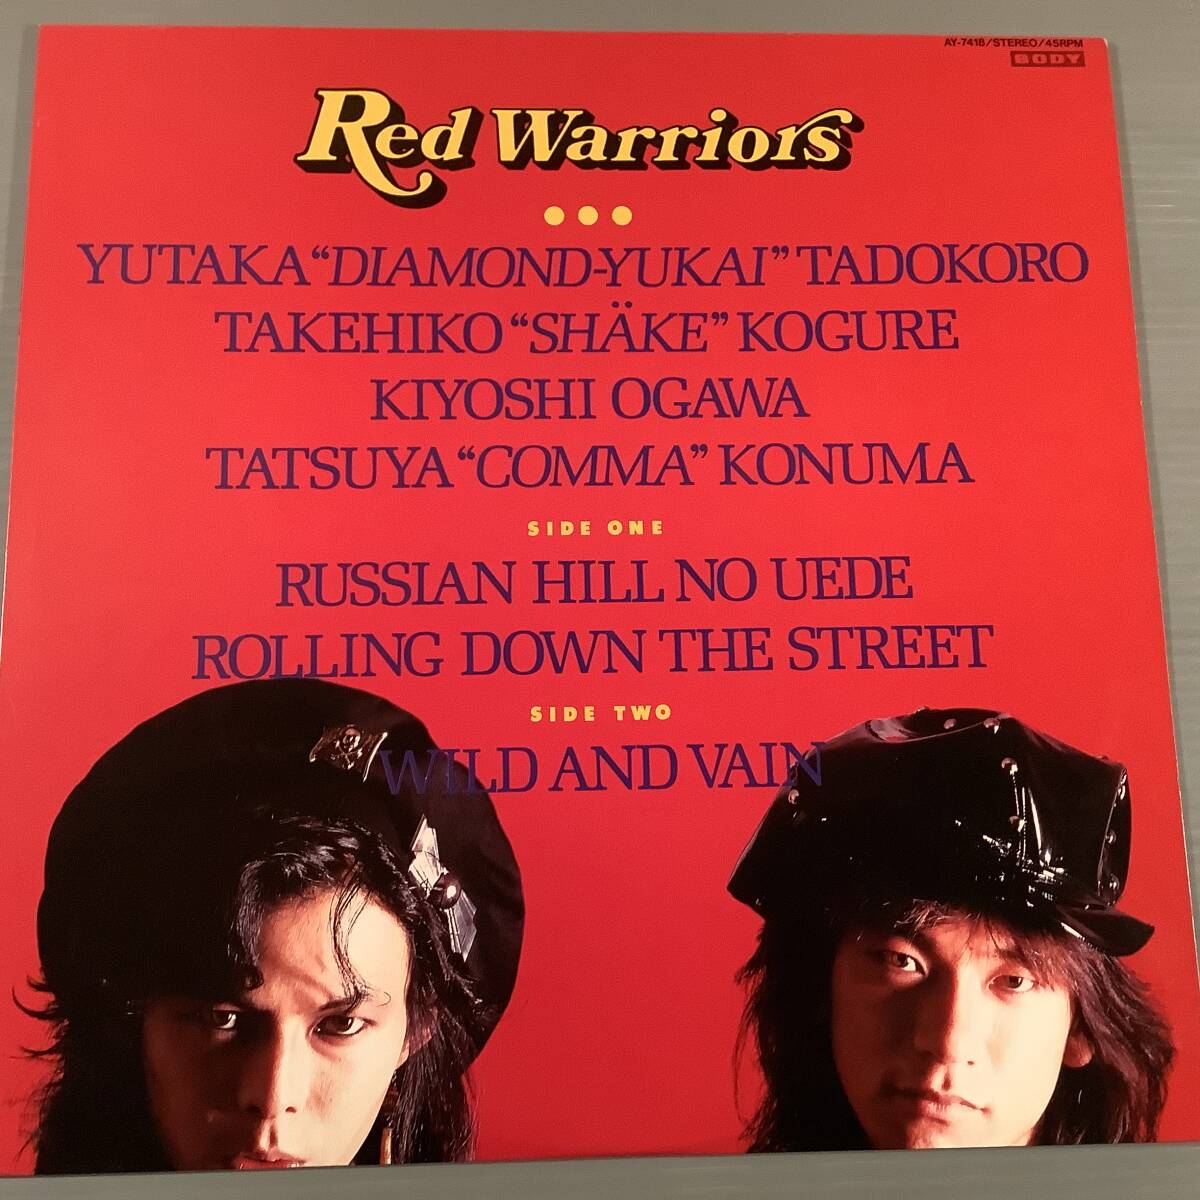 AY-7418/STEREO/45RPM
BODY
Red Warriors
YUTAKA “DIAMOND-YUKAI” TADOKORO
TAKEHIKO “SHÄKE” KOGURE
KIYOSHI OGAWA
TATSUYA “COMMA” KONUMA
SIDE ONE
RUSSIAN HILL NO UEDE
ROLLING DOWN THE STREET
SIDE TWO
WILD AND VAIN